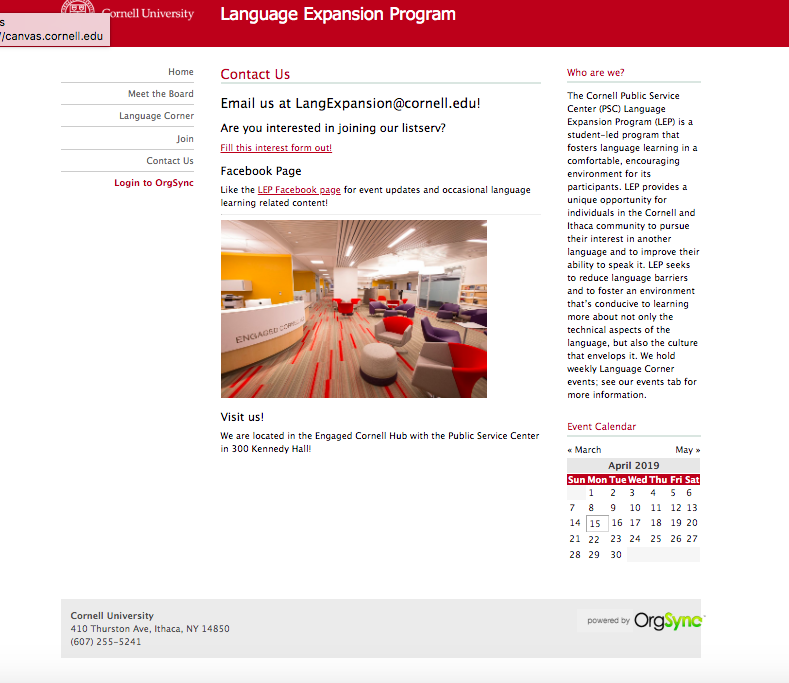 Cornell University
Language Expansion Program
s
//canvas.cornell.edu
Home
Meet the Board
Language Corner
Join
Contact Us
Login to OrgSync
Contact Us
Email us at LangExpansion@cornell.edu!
Are you interested in joining our listserv?
Fill this interest form out!
Facebook Page
Like the LEP Facebook page for event updates and occasional language
learning related content!
ENGAGED CORNELL
Visit us!
We are located in the Engaged Cornell Hub with the Public Service Center
in 300 Kennedy Hall!
Who are we?
The Cornell Public Service
Center (PSC) Language
Expansion Program (LEP) is a
student-led program that
fosters language learning in a
comfortable, encouraging
environment for its
participants. LEP provides a
unique opportunity for
individuals in the Cornell and
Ithaca community to pursue
their interest in another
language and to improve their
ability to speak it. LEP seeks
to reduce language barriers
and to foster an environment
that's conducive to learning
more about not only the
technical aspects of the
language, but also the culture
that envelops it. We hold
weekly Language Corner
events; see our events tab for
more information.
Event Calendar
« March May »
April 2019
Sun Mon Tue Wed Thu Fri Sat
1 2 3 4 5 6
7 8 9 10 11 12 13
14 15 16 17 18 19 20
21 22 23 24 25 26 27
28 29 30
Cornell University
410 Thurston Ave, Ithaca, NY 14850
(607) 255-5241
powered by OrgSync